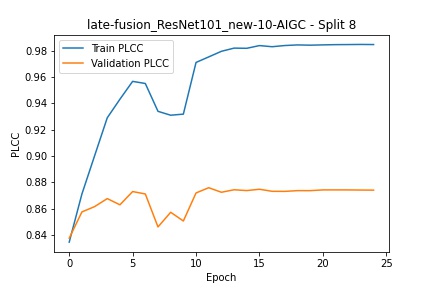 late-fusion_ResNet101_new-10-AIGC - Split 8
Train PLCC
Validation PLCC
0.98
0.96
0.94
0.92
0.90
0.88
0.86
0.84
PLCC
0 5 10 15 20 25
Epoch